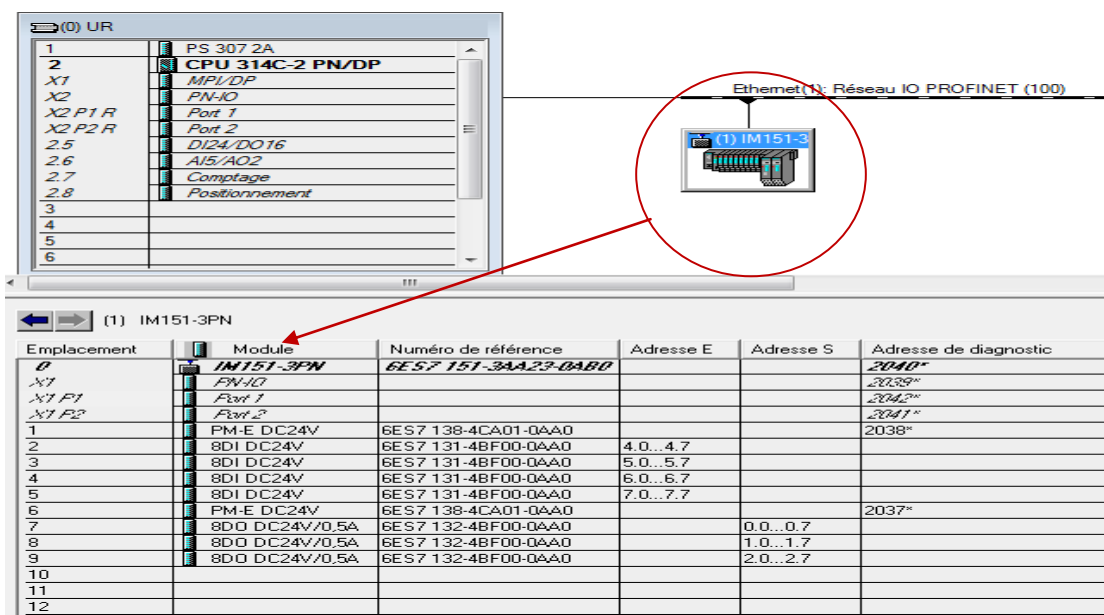 (0) UR
1 PS 307 2A
2 CPU 314C-2 PN/DP
X1 MPI/DP
X2 PN-IO
X2 P1 R Port 1
X2 P2 R Port 2
2.5 DI24/DO16
2.6 AI5/AO2
2.7 Comptage
2.8 Positionnement
3
4
5
6
Ethernet(1): Réseau IO PROFINET (100)
(1) IM151-3
(1) IM151-3PN
Emplacement Module Numéro de référence Adresse E Adresse S Adresse de diagnostic
0 IM151-3PN 6ES7 151-3AA23-0AB0 2040*
X1 PN-IO 2039*
X1 P1 Port 1 2042*
X1 P2 Port 2 2041*
1 PM-E DC24V 6ES7 138-4CA01-0AA0 2038*
2 8DI DC24V 6ES7 131-4BF00-0AA0 4.0...4.7
3 8DI DC24V 6ES7 131-4BF00-0AA0 5.0...5.7
4 8DI DC24V 6ES7 131-4BF00-0AA0 6.0...6.7
5 8DI DC24V 6ES7 131-4BF00-0AA0 7.0...7.7
6 PM-E DC24V 6ES7 138-4CA01-0AA0 2037*
7 8DO DC24V/0,5A 6ES7 132-4BF00-0AA0 0.0...0.7
8 8DO DC24V/0,5A 6ES7 132-4BF00-0AA0 1.0...1.7
9 8DO DC24V/0,5A 6ES7 132-4BF00-0AA0 2.0...2.7
10
11
12